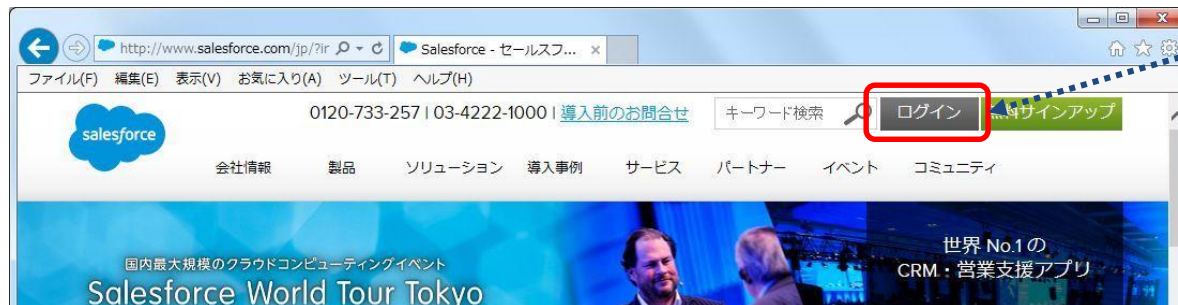 http://www.salesforce.com/jp/?ir
Salesforce - セールスフ...
ファイル(F) 編集(E) 表示(V) お気に入り(A) ツール(T) ヘルプ(H)
salesforce
0120-733-257 | 03-4222-1000 | 導入前のお問合せ
キーワード検索
ログイン
料サインアップ
会社情報 製品 ソリューション 導入事例 サービス パートナー イベント コミュニティ
国内最大規模のクラウドコンピューティングイベント
Salesforce World Tour Tokyo
世界 No.1の
CRM・営業支援アプリ